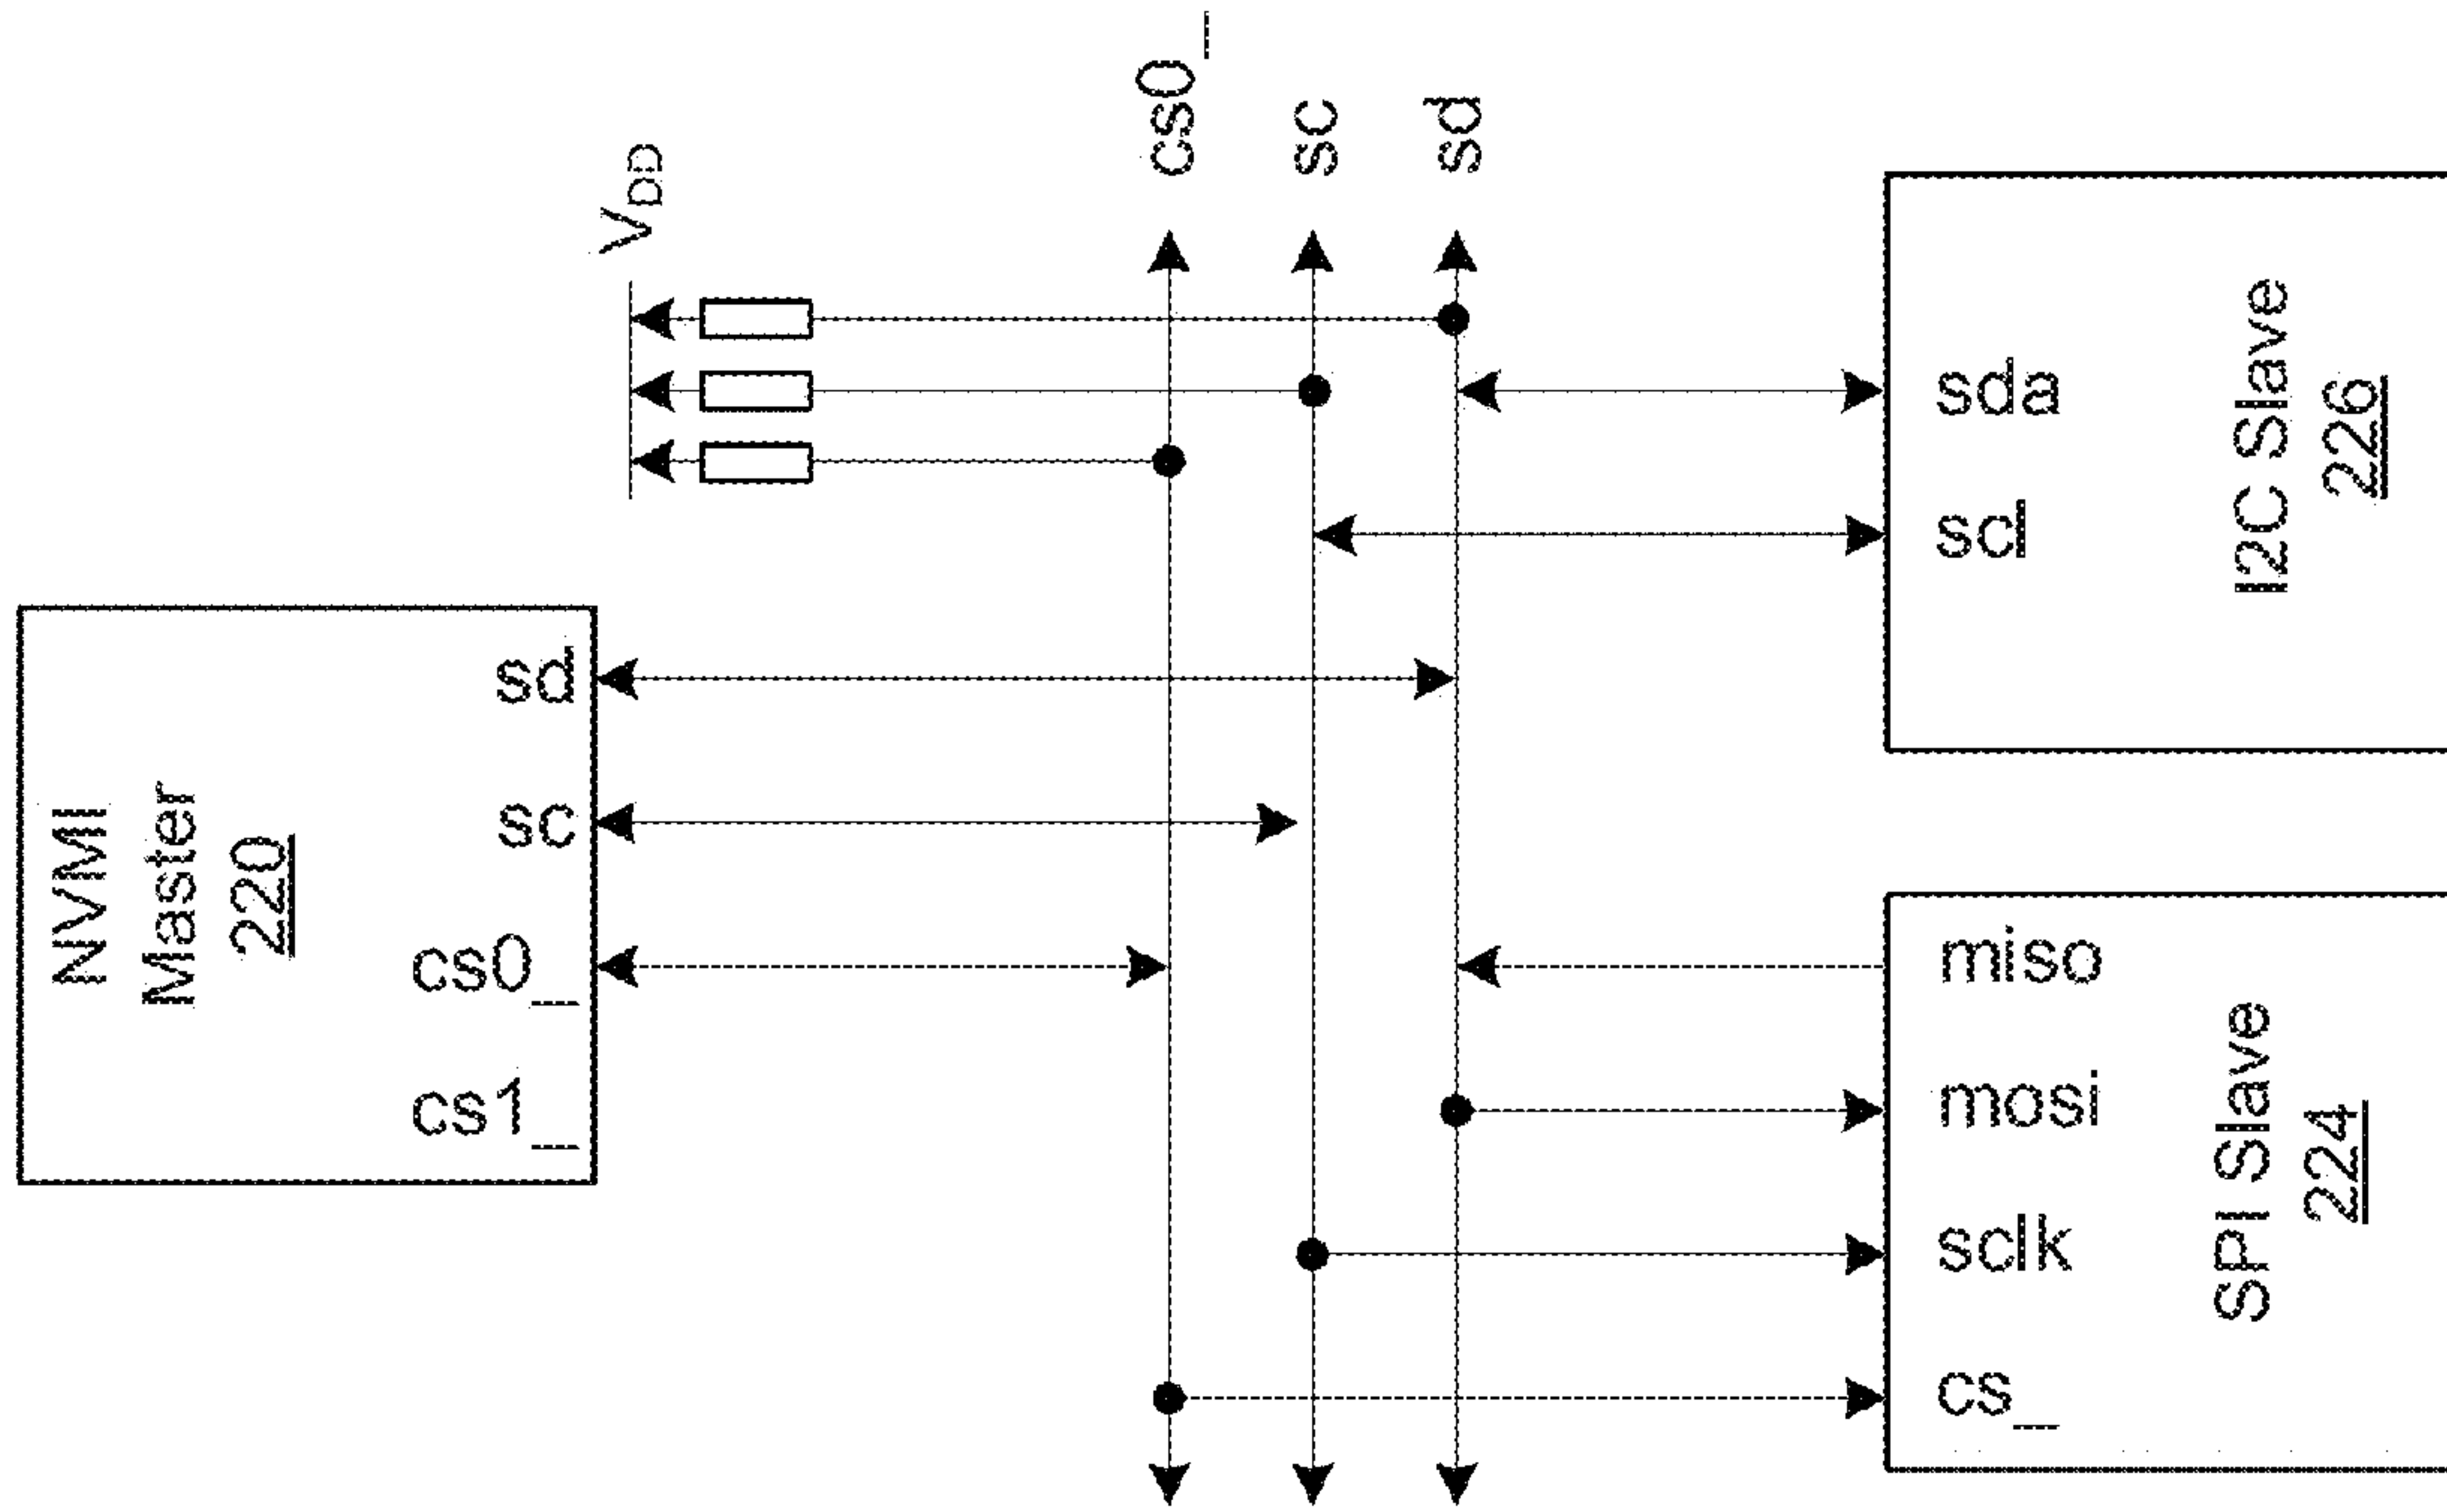 NVMI
Master
220
cs1_
cs0_
sc
sd
V_DD
cs0_
sc
sd
cs_
sclk
mosi
miso
SPI Slave
224
scl
sda
I2C Slave
226